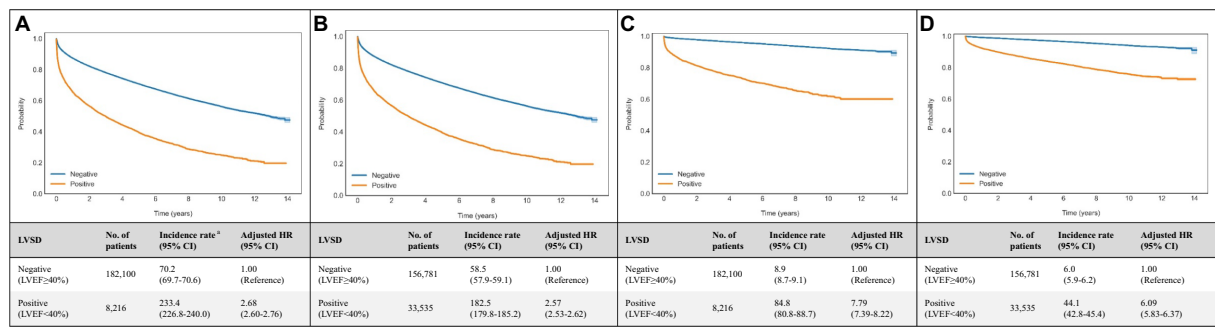 A
B
C
D
1.0
0.8
0.6
0.4
0.2
0.0
Probability
Negative
Positive
0 2 4 6 8 10 12 14
Time (years)
1.0
0.8
0.6
0.4
0.2
0.0
Probability
Negative
Positive
0 2 4 6 8 10 12 14
Time (years)
1.0
0.8
0.6
0.4
0.2
0.0
Probability
Negative
Positive
0 2 4 6 8 10 12 14
Time (years)
1.0
0.8
0.6
0.4
0.2
0.0
Probability
Negative
Positive
0 2 4 6 8 10 12 14
Time (years)
LVSD No. of patients Incidence rate a (95% CI) Adjusted HR (95% CI)
Negative (LVEF≥40%) 182,100 70.2 (69.7-70.6) 1.00 (Reference)
Positive (LVEF<40%) 8,216 233.4 (226.8-240.0) 2.68 (2.60-2.76)
LVSD No. of patients Incidence rate (95% CI) Adjusted HR (95% CI)
Negative (LVEF≥40%) 156,781 58.5 (57.9-59.1) 1.00 (Reference)
Positive (LVEF<40%) 33,535 182.5 (179.8-185.2) 2.57 (2.53-2.62)
LVSD No. of patients Incidence rate (95% CI) Adjusted HR (95% CI)
Negative (LVEF≥40%) 182,100 8.9 (8.7-9.1) 1.00 (Reference)
Positive (LVEF<40%) 8,216 84.8 (80.8-88.7) 7.79 (7.39-8.22)
LVSD No. of patients Incidence rate (95% CI) Adjusted HR (95% CI)
Negative (LVEF≥40%) 156,781 6.0 (5.9-6.2) 1.00 (Reference)
Positive (LVEF<40%) 33,535 44.1 (42.8-45.4) 6.09 (5.83-6.37)